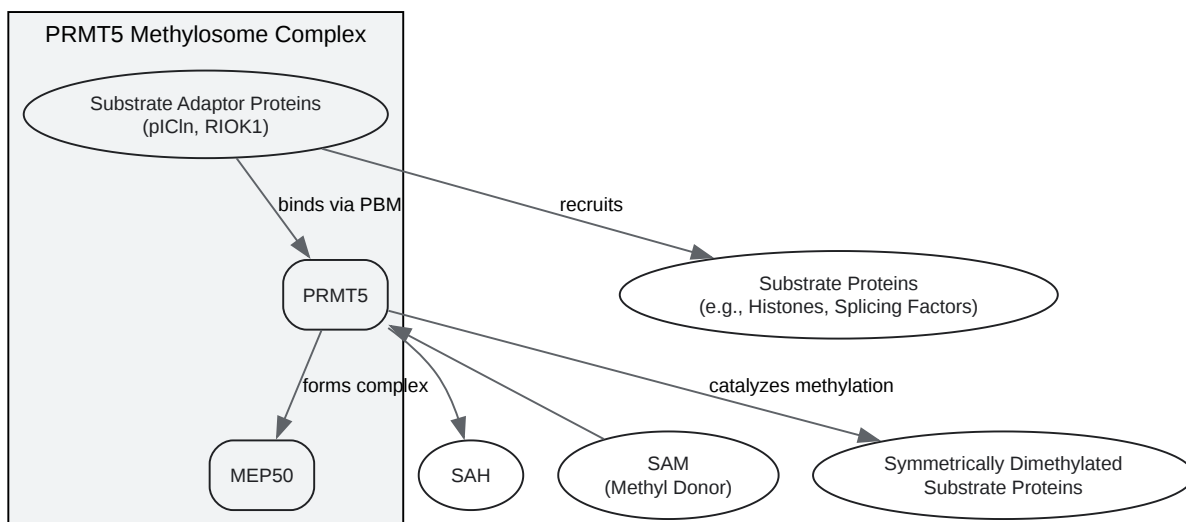 PRMT5 Methylosome Complex
Substrate Adaptor Proteins
(pICln, RIOK1)
binds via PBM
recruits
PRMT5
Substrate Proteins
(e.g., Histones, Splicing Factors)
forms complex
catalyzes methylation
MEP50
SAH
SAM
(Methyl Donor)
Symmetrically Dimethylated
Substrate Proteins